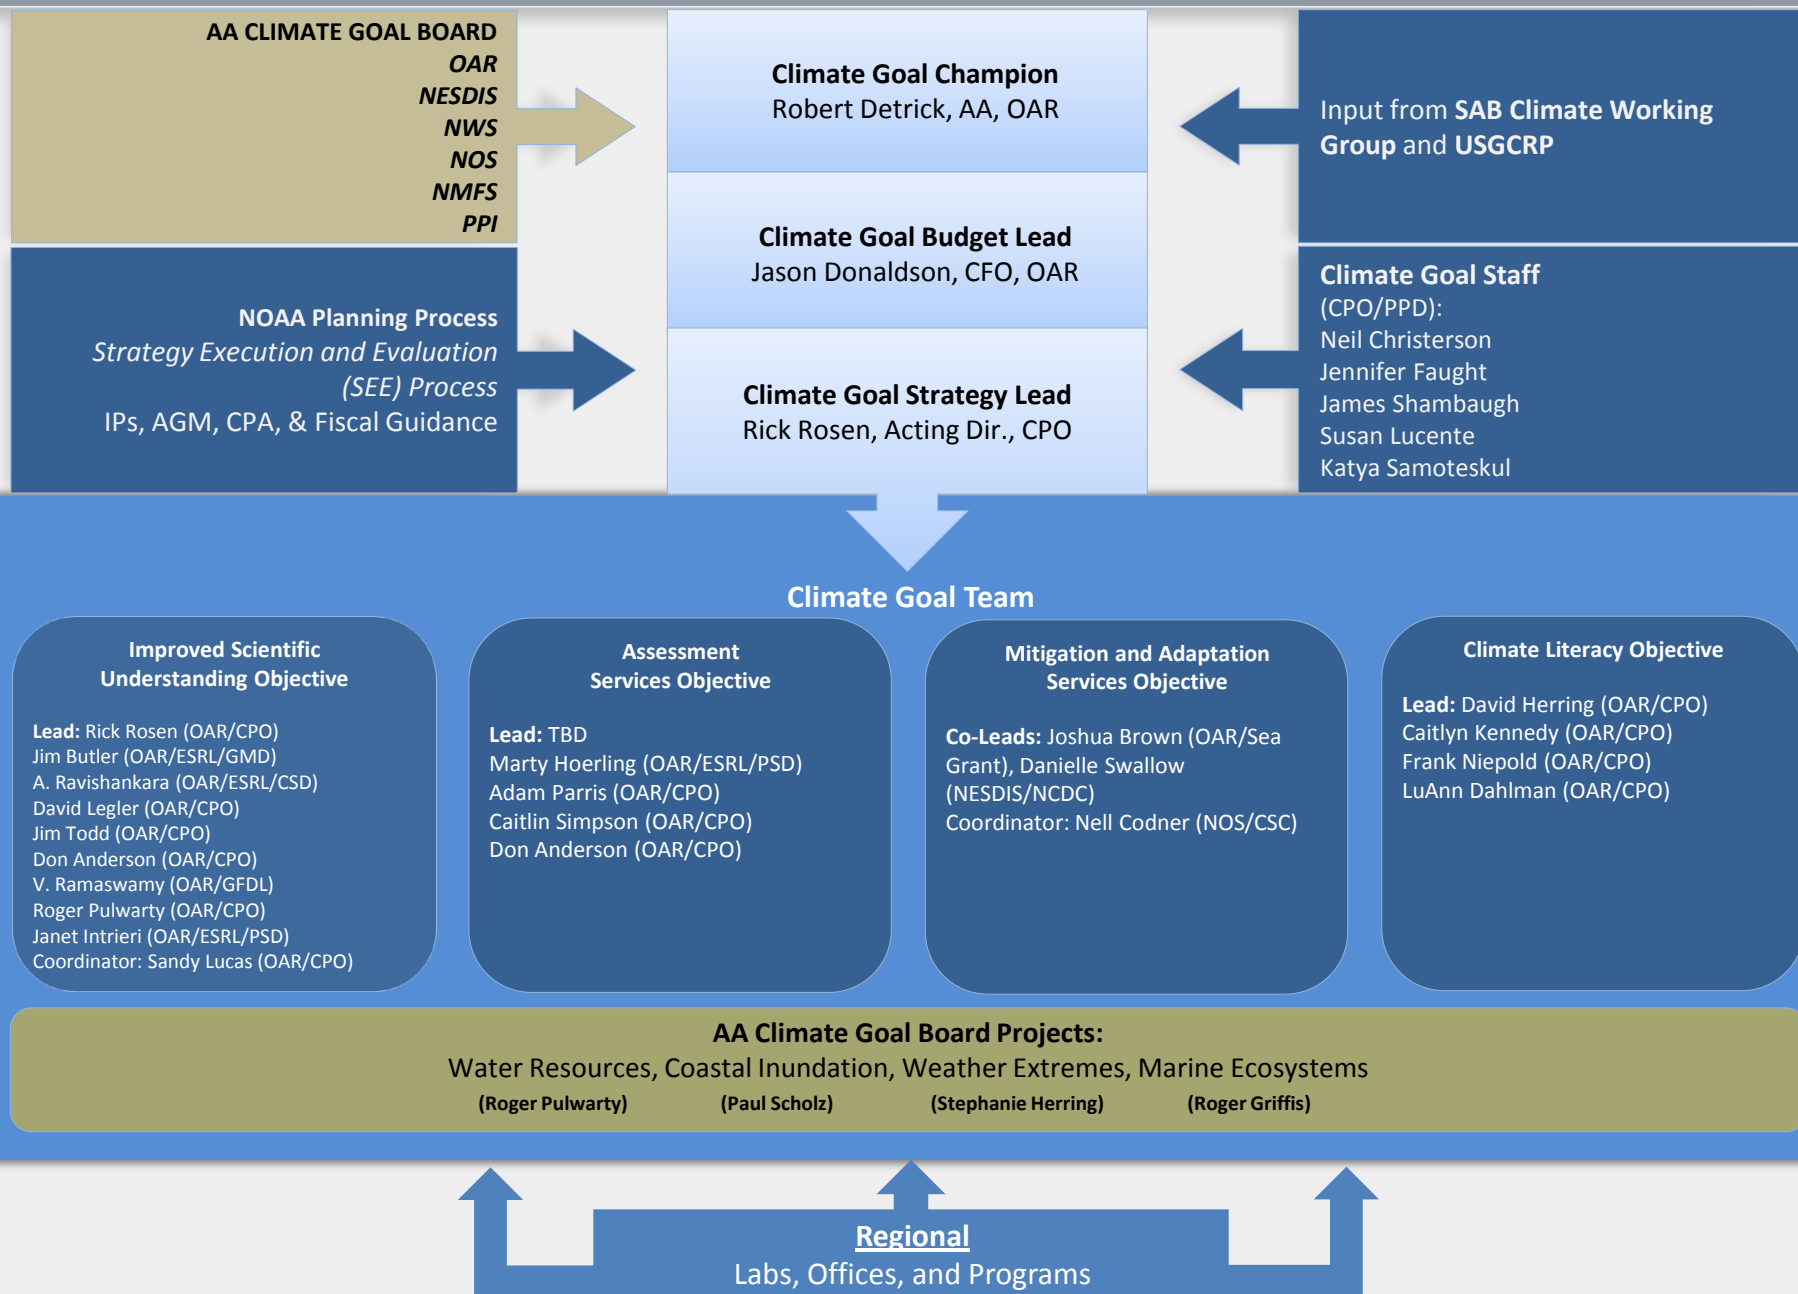 AA CLIMATE GOAL BOARD
OAR
NESDIS
NWS
NOS
NMFS
PPI
Climate Goal Champion
Robert Detrick, AA, OAR
Input from SAB Climate Working
Group and USGCRP
Climate Goal Budget Lead
Jason Donaldson, CFO, OAR
NOAA Planning Process
Strategy Execution and Evaluation
(SEE) Process
IPs, AGM, CPA, & Fiscal Guidance
Climate Goal Strategy Lead
Rick Rosen, Acting Dir., CPO
Climate Goal Staff
(CPO/PPD):
Neil Christerson
Jennifer Faught
James Shambaugh
Susan Lucente
Katya Samoteskul
Climate Goal Team
Improved Scientific
Understanding Objective
Lead: Rick Rosen (OAR/CPO)
Jim Butler (OAR/ESRL/GMD)
A. Ravishankara (OAR/ESRL/CSD)
David Legler (OAR/CPO)
Jim Todd (OAR/CPO)
Don Anderson (OAR/CPO)
V. Ramaswamy (OAR/GFDL)
Roger Pulwarty (OAR/CPO)
Janet Intrieri (OAR/ESRL/PSD)
Coordinator: Sandy Lucas (OAR/CPO)
Assessment
Services Objective
Lead: TBD
Marty Hoerling (OAR/ESRL/PSD)
Adam Parris (OAR/CPO)
Caitlin Simpson (OAR/CPO)
Don Anderson (OAR/CPO)
Mitigation and Adaptation
Services Objective
Co-Leads: Joshua Brown (OAR/Sea
Grant), Danielle Swallow
(NESDIS/NCDC)
Coordinator: Nell Codner (NOS/CSC)
Climate Literacy Objective
Lead: David Herring (OAR/CPO)
Caitlyn Kennedy (OAR/CPO)
Frank Niepold (OAR/CPO)
LuAnn Dahlman (OAR/CPO)
AA Climate Goal Board Projects:
Water Resources, Coastal Inundation, Weather Extremes, Marine Ecosystems
(Roger Pulwarty) (Paul Scholz) (Stephanie Herring) (Roger Griffis)
Regional
Labs, Offices, and Programs